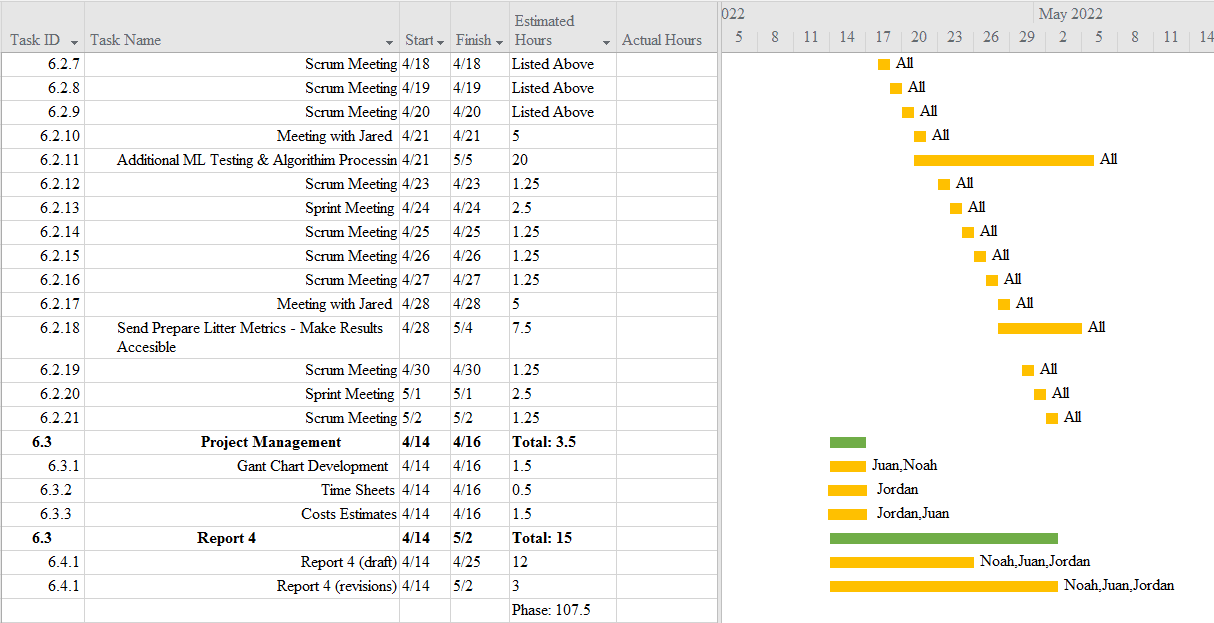 Task ID Task Name Start Finish Estimated Hours Actual Hours 022 May 2022
5 8 11 14 17 20 23 26 29 2 5 8 11 14
6.2.7 Scrum Meeting 4/18 4/18 Listed Above All
6.2.8 Scrum Meeting 4/19 4/19 Listed Above All
6.2.9 Scrum Meeting 4/20 4/20 Listed Above All
6.2.10 Meeting with Jared 4/21 4/21 5 All
6.2.11 Additional ML Testing & Algorithim Processin 4/21 5/5 20 All
6.2.12 Scrum Meeting 4/23 4/23 1.25 All
6.2.13 Sprint Meeting 4/24 4/24 2.5 All
6.2.14 Scrum Meeting 4/25 4/25 1.25 All
6.2.15 Scrum Meeting 4/26 4/26 1.25 All
6.2.16 Scrum Meeting 4/27 4/27 1.25 All
6.2.17 Meeting with Jared 4/28 4/28 5 All
6.2.18 Send Prepare Litter Metrics - Make Results 4/28 5/4 7.5 All
Accesible
6.2.19 Scrum Meeting 4/30 4/30 1.25 All
6.2.20 Sprint Meeting 5/1 5/1 2.5 All
6.2.21 Scrum Meeting 5/2 5/2 1.25 All
6.3 Project Management 4/14 4/16 Total: 3.5
6.3.1 Gant Chart Development 4/14 4/16 1.5 Juan,Noah
6.3.2 Time Sheets 4/14 4/16 0.5 Jordan
6.3.3 Costs Estimates 4/14 4/16 1.5 Jordan,Juan
6.3 Report 4 4/14 5/2 Total: 15
6.4.1 Report 4 (draft) 4/14 4/25 12 Noah,Juan,Jordan
6.4.1 Report 4 (revisions) 4/14 5/2 3 Noah,Juan,Jordan
Phase: 107.5